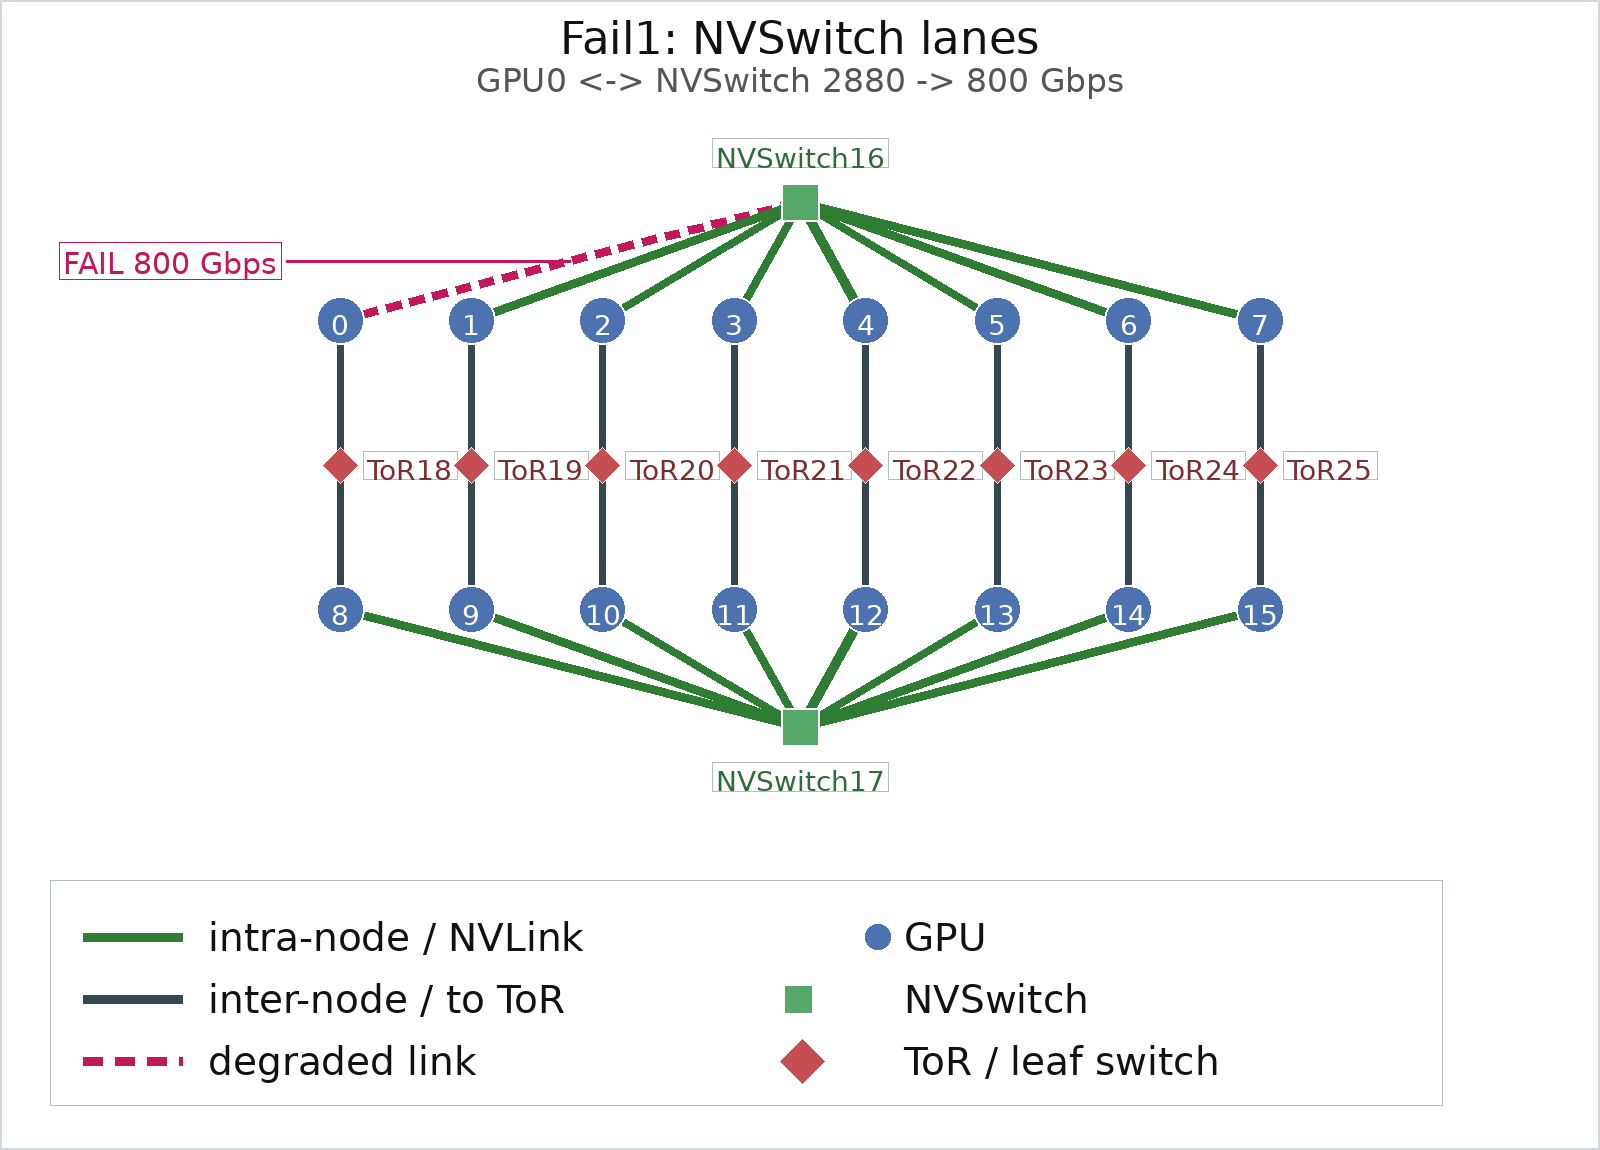 Fail1: NVSwitch lanes
GPU0 <-> NVSwitch 2880 -> 800 Gbps
NVSwitch16
FAIL 800 Gbps
0 1 2 3 4 5 6 7
ToR18 ToR19 ToR20 ToR21 ToR22 ToR23 ToR24 ToR25
8 9 10 11 12 13 14 15
NVSwitch17
intra-node / NVLink
inter-node / to ToR
degraded link
GPU
NVSwitch
ToR / leaf switch